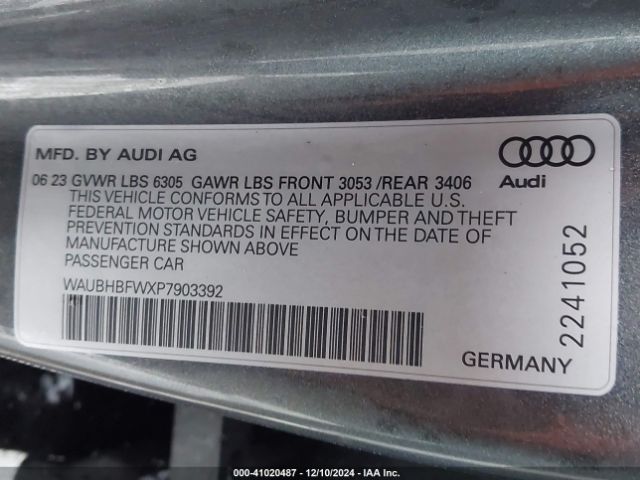 MFD. BY AUDI AG
Audi
06 23 GVWR LBS 6305 GAWR LBS FRONT 3053 /REAR 3406
THIS VEHICLE CONFORMS TO ALL APPLICABLE U.S.
FEDERAL MOTOR VEHICLE SAFETY, BUMPER AND THEFT
PREVENTION STANDARDS IN EFFECT ON THE DATE OF
MANUFACTURE SHOWN ABOVE
PASSENGER CAR
WAUBHBFWXP7903392
2241052
GERMANY
000-41020487 - 12/10/2024 - IAA Inc.